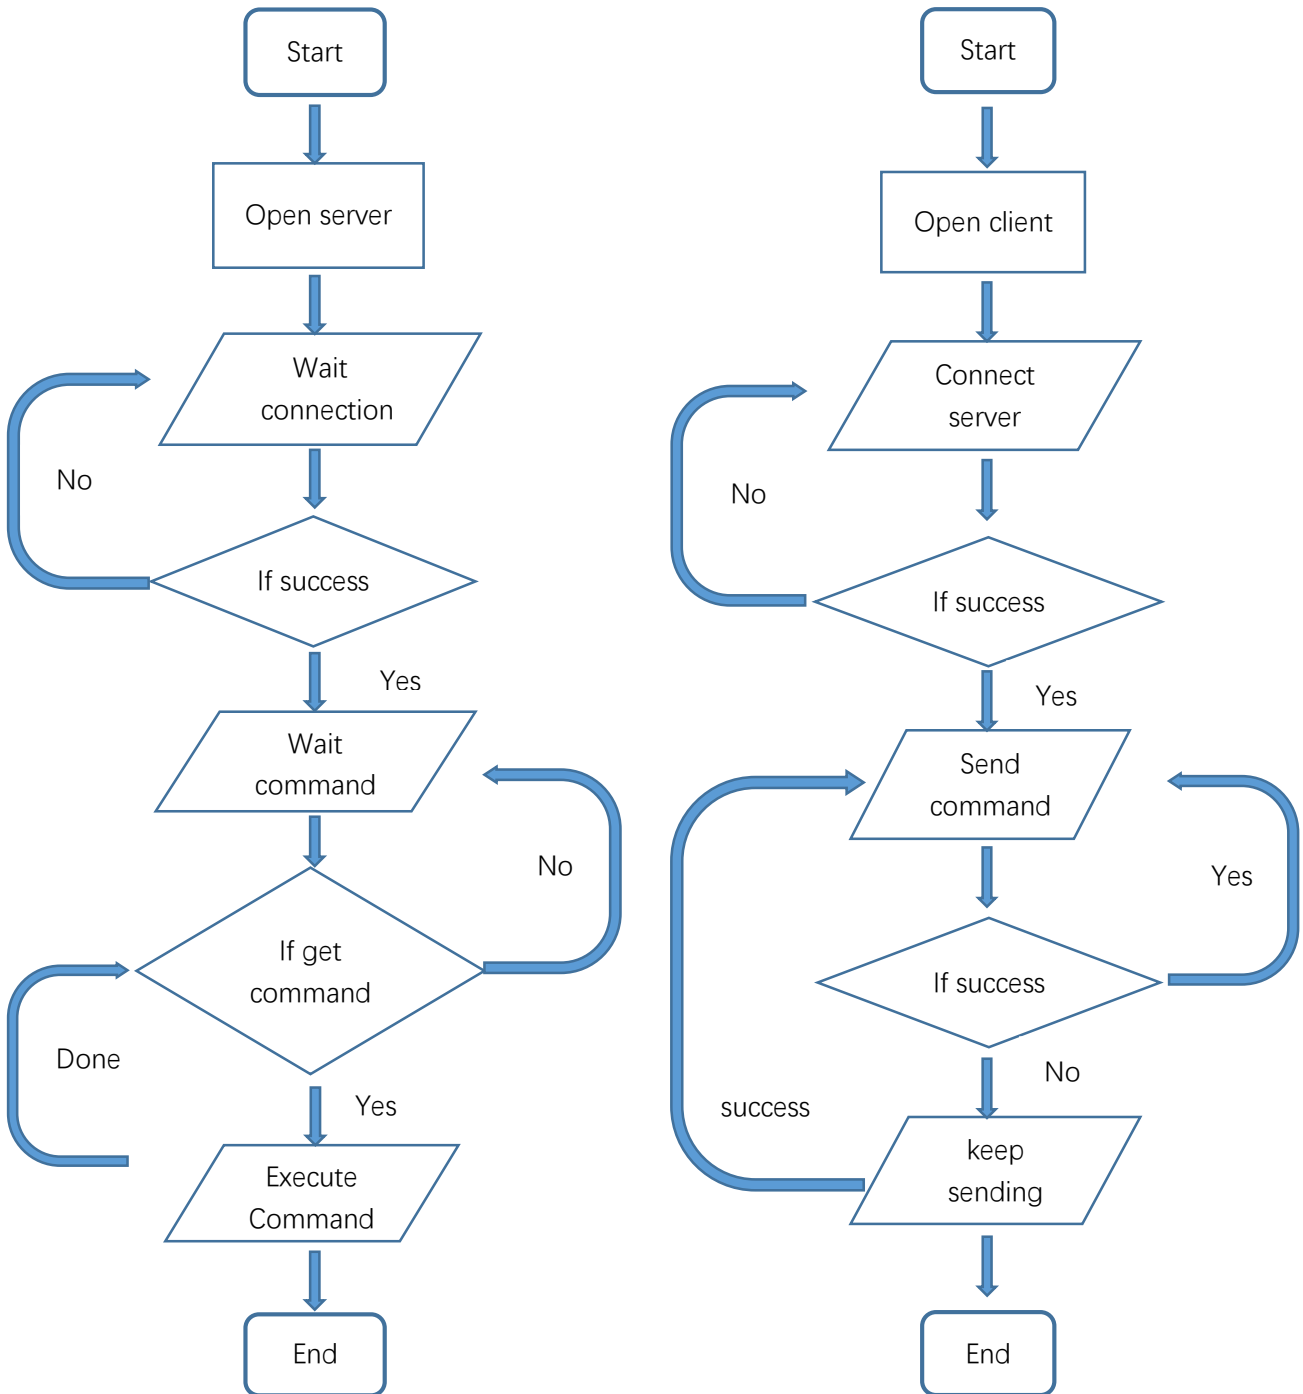 Start
Open server
Wait
connection
No
If success
Yes
Wait
command
No
If get
command
Done
Yes
Execute
Command
End
Start
Open client
Connect
server
No
If success
Yes
Send
command
Yes
If success
No
success
keep
sending
End